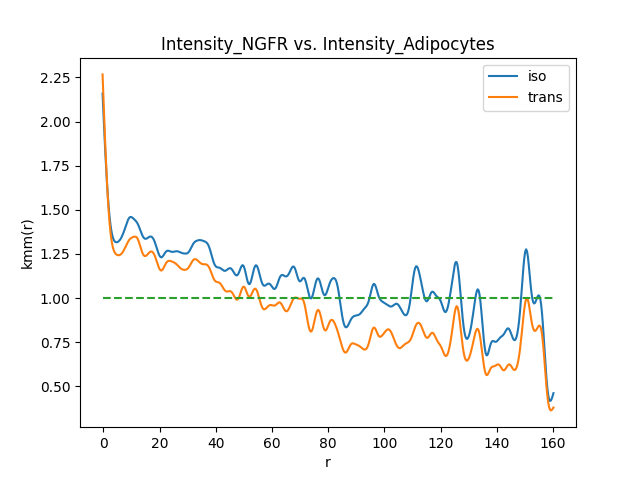 Intensity_NGFR vs. Intensity_Adipocytes
iso
trans
kmm(r)
2.25
2.00
1.75
1.50
1.25
1.00
0.75
0.50
0 20 40 60 80 100 120 140 160
r